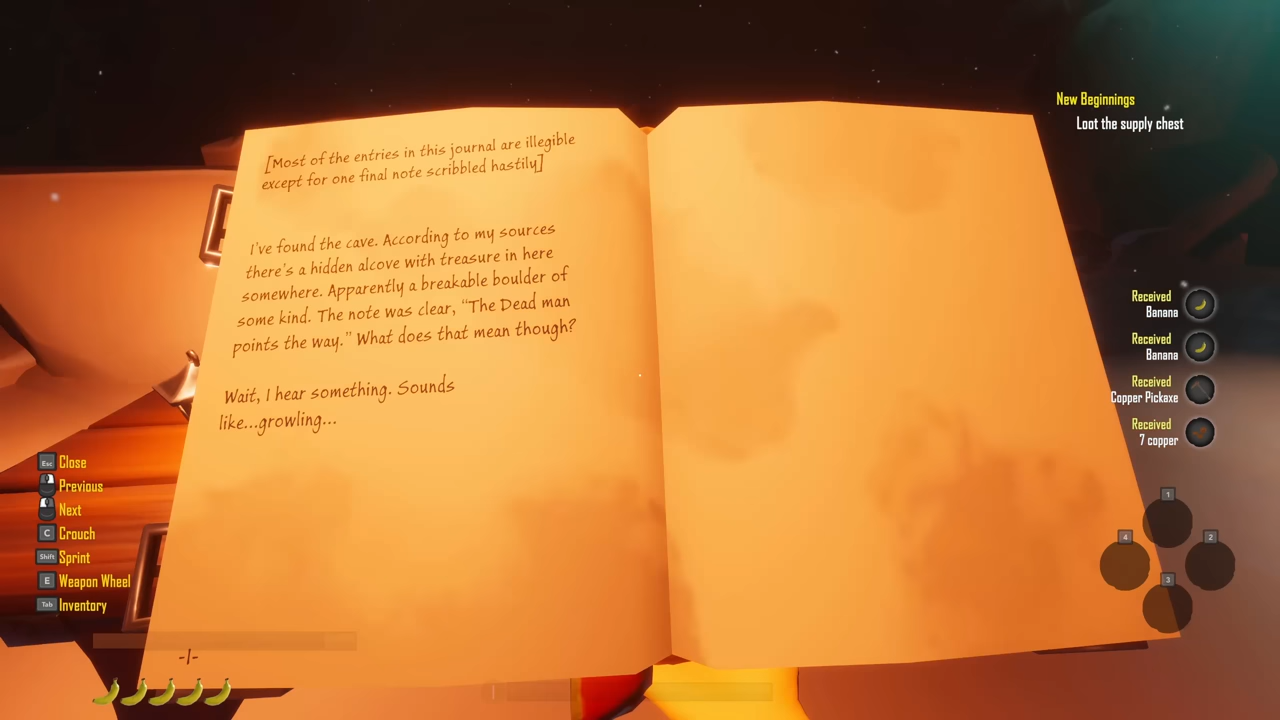 [Most of the entries in this journal are illegible
except for one final note scribbled hastily]
I've found the cave. According to my sources
there's a hidden alcove with treasure in here
somewhere. Apparently a breakable boulder of
some kind. The note was clear, "The Dead man
points the way." What does that mean though?
Wait, I hear something. Sounds
like...growling...
-1-
New Beginnings
Loot the supply chest
Received
Banana
Received
Banana
Received
Copper Pickaxe
Received
7 copper
1
4
2
3
Esc Close
Previous
Next
C Crouch
Shift Sprint
E Weapon Wheel
Tab Inventory